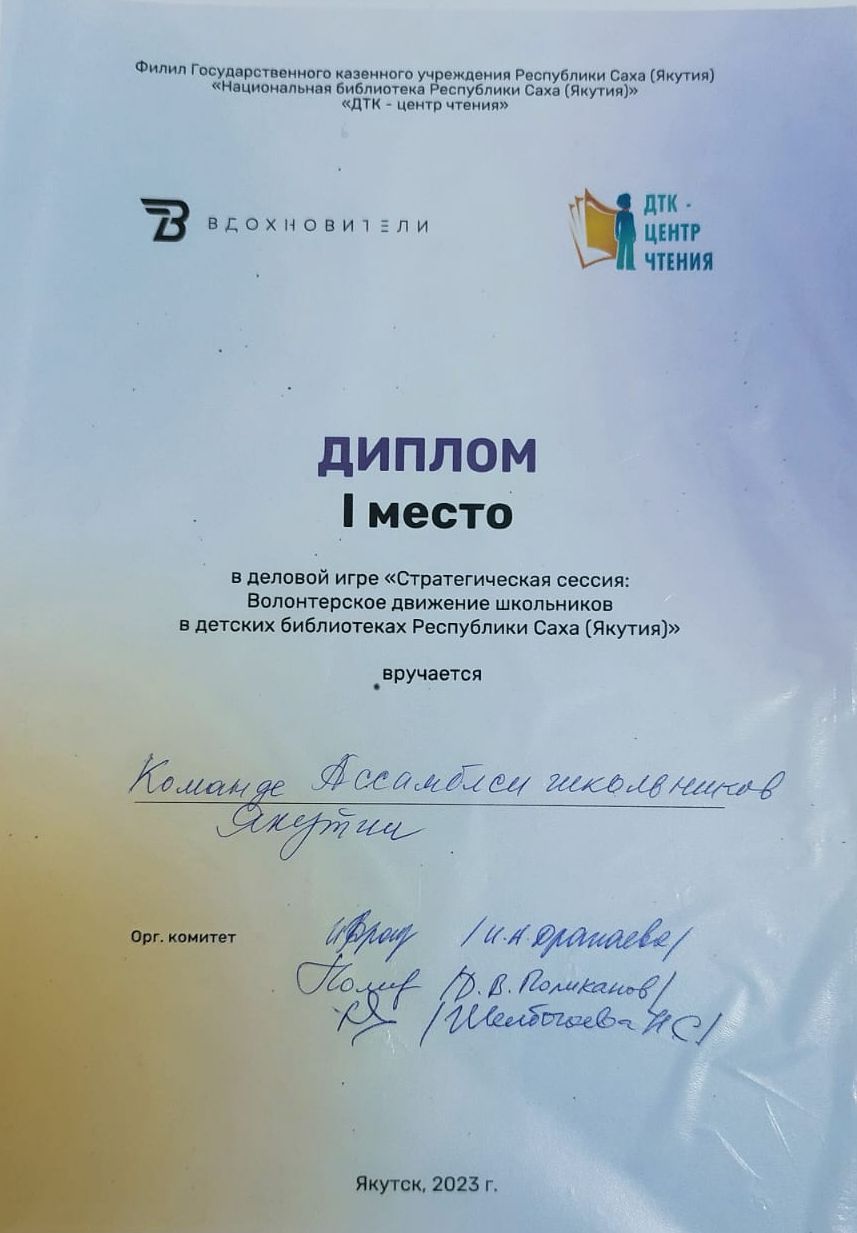 Филил Государственного казенного учреждения Республики Саха (Якутия)
«Национальная библиотека Республики Саха (Якутия)»
«ДТК - центр чтения»
ВДОХНОВИТЕЛИ
ДТК -
ЦЕНТР
ЧТЕНИЯ
ДИПЛОМ
I место
в деловой игре «Стратегическая сессия:
Волонтерское движение школьников
в детских библиотеках Республики Саха (Якутия)»
вручается
Команде Ассамблеи школьников
Якутии
Орг. комитет
/Д.В. Поликанов/
Якутск, 2023 г.